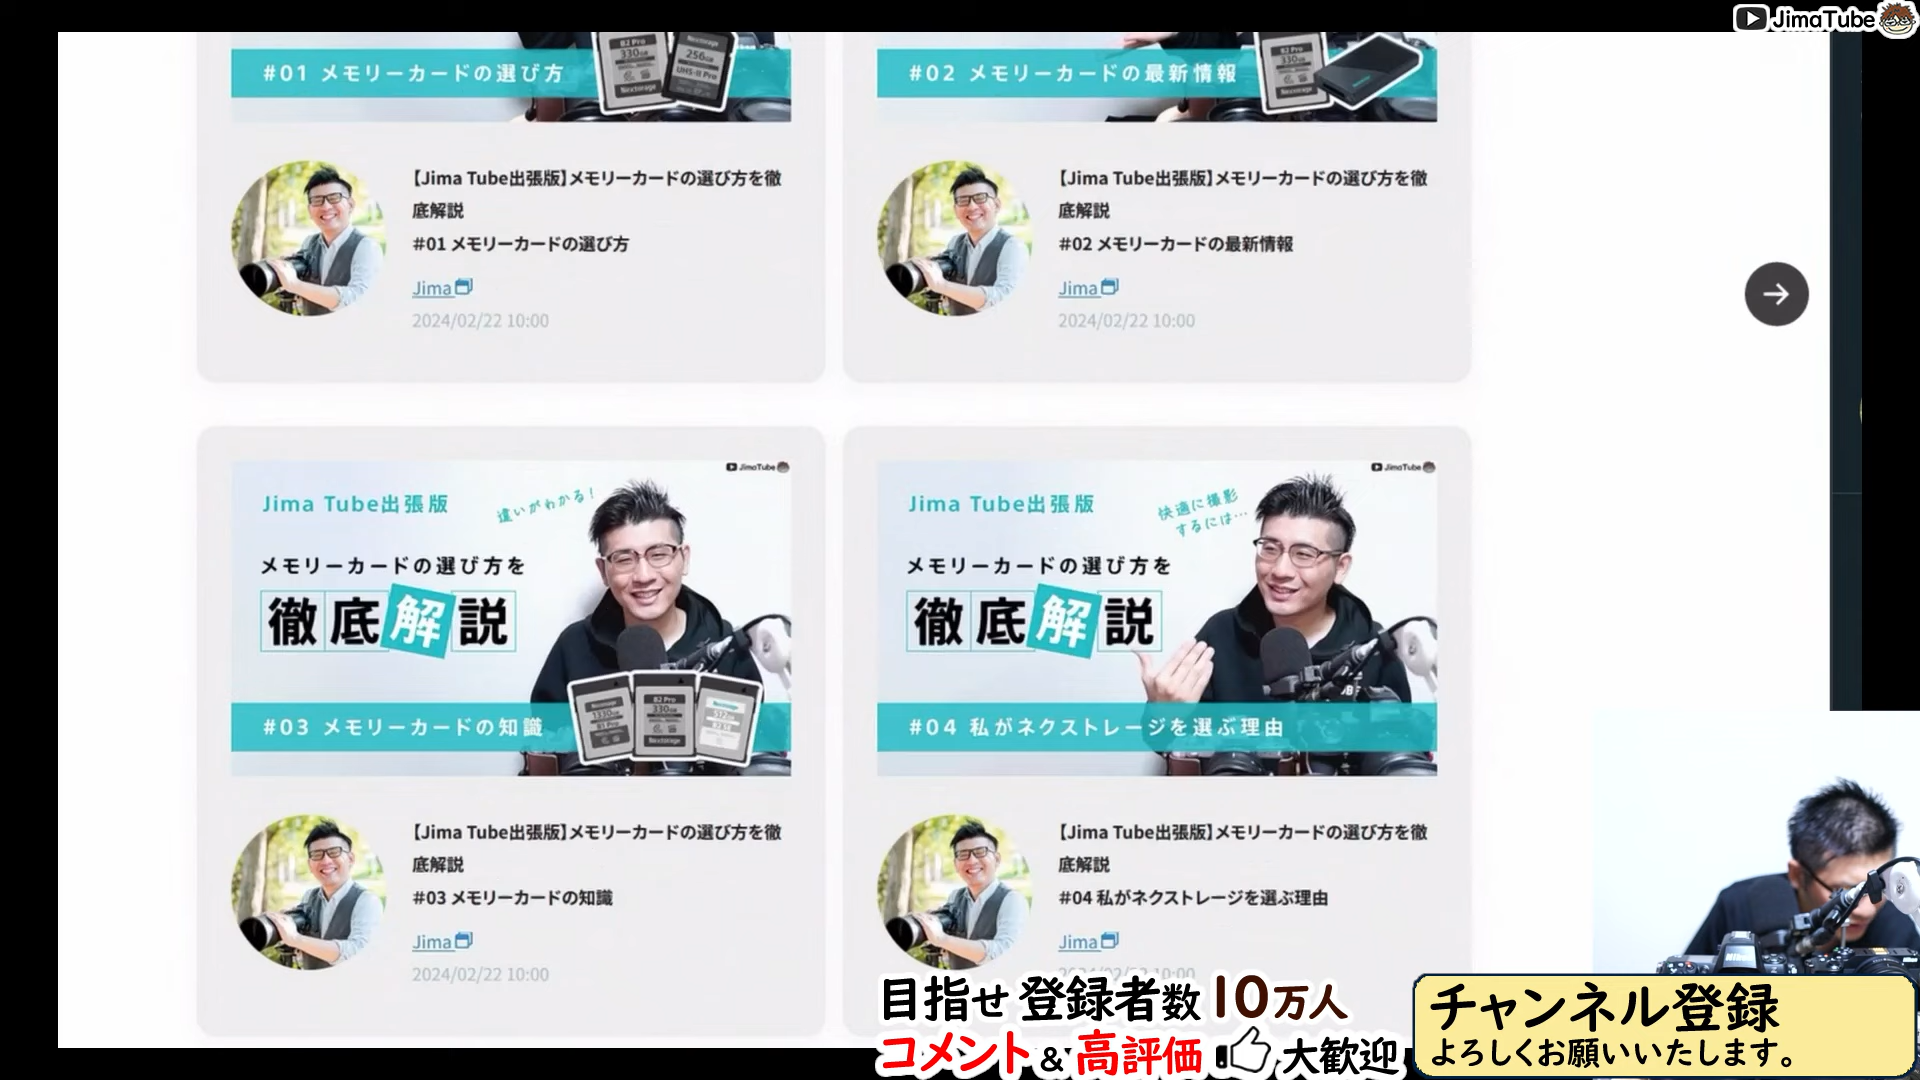 JimaTube
#01 メモリーカードの選び方
#02 メモリーカードの最新情報
【Jima Tube出張版】メモリーカードの選び方を徹
底解説
#01 メモリーカードの選び方
Jima
2024/02/22 10:00
【Jima Tube出張版】メモリーカードの選び方を徹
底解説
#02 メモリーカードの最新情報
Jima
2024/02/22 10:00
JimaTube
Jima Tube出張版
違いがわかる!
メモリーカードの選び方を
徹底解説
#03 メモリーカードの知識
JimaTube
Jima Tube出張版
快適に撮影
するには…
メモリーカードの選び方を
徹底解説
#04 私がネクストレージを選ぶ理由
【Jima Tube出張版】メモリーカードの選び方を徹
底解説
#03 メモリーカードの知識
Jima
2024/02/22 10:00
【Jima Tube出張版】メモリーカードの選び方を徹
底解説
#04 私がネクストレージを選ぶ理由
Jima
2024/02/22 10:00
目指せ 登録者数 10万人
コメント & 高評価 大歓迎
チャンネル登録
よろしくお願いいたします。